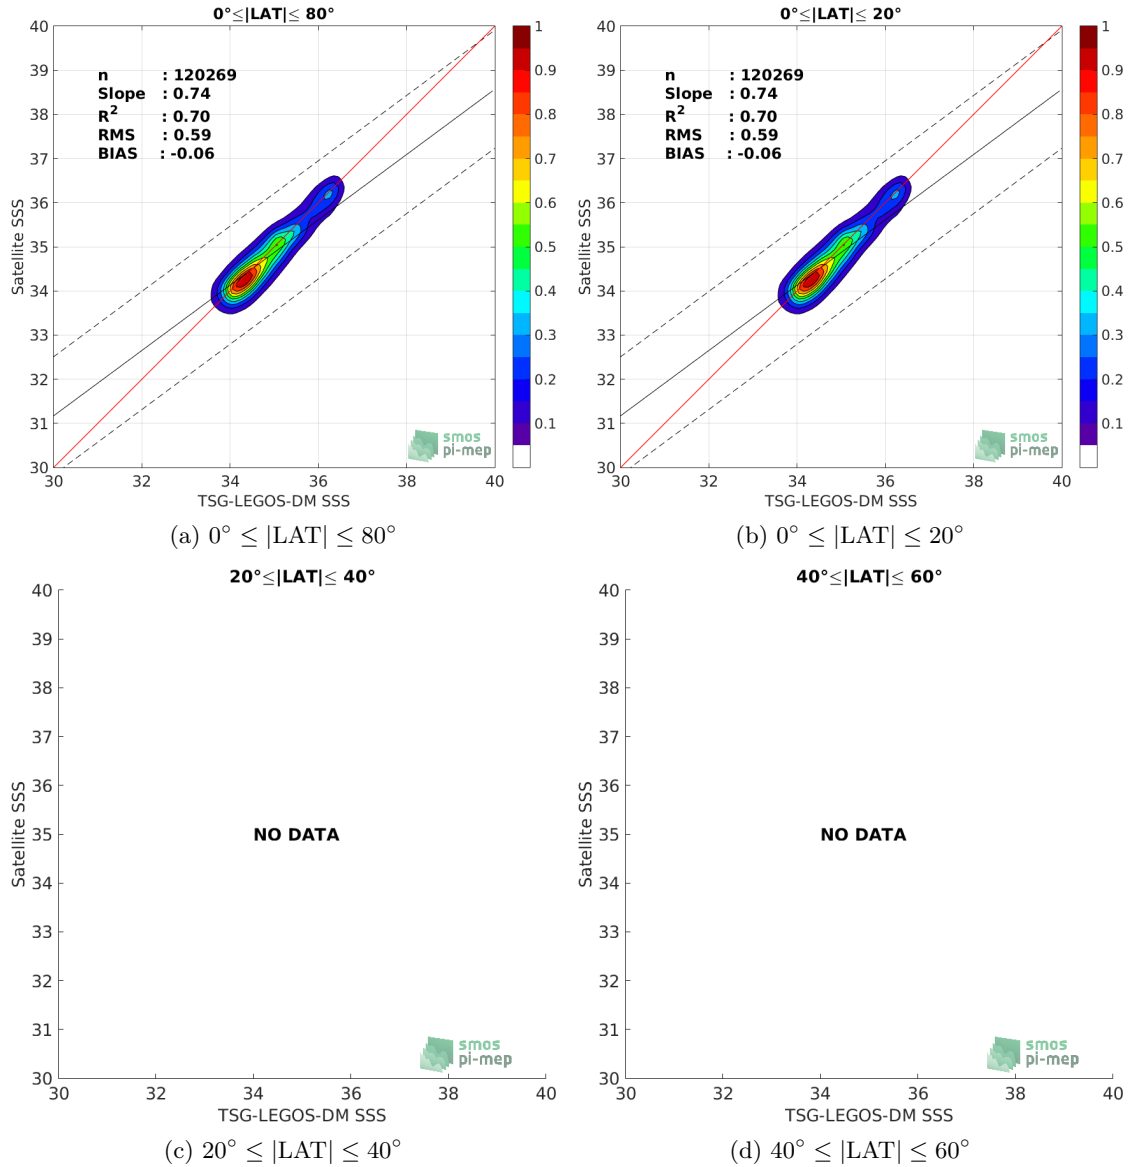 0°≤|LAT|≤ 80°
40
39
38
37
36
35
34
33
32
31
30
Satellite SSS
n : 120269
Slope : 0.74
R² : 0.70
RMS : 0.59
BIAS : -0.06
smos
pi-mep
30 32 34 36 38 40
TSG-LEGOS-DM SSS
1
0.9
0.8
0.7
0.6
0.5
0.4
0.3
0.2
0.1
(a) 0° ≤ |LAT| ≤ 80°
0°≤|LAT|≤ 20°
40
39
38
37
36
35
34
33
32
31
30
Satellite SSS
n : 120269
Slope : 0.74
R² : 0.70
RMS : 0.59
BIAS : -0.06
smos
pi-mep
30 32 34 36 38 40
TSG-LEGOS-DM SSS
1
0.9
0.8
0.7
0.6
0.5
0.4
0.3
0.2
0.1
(b) 0° ≤ |LAT| ≤ 20°
20°≤|LAT|≤ 40°
40
39
38
37
36
35
34
33
32
31
30
Satellite SSS
NO DATA
smos
pi-mep
30 32 34 36 38 40
TSG-LEGOS-DM SSS
(c) 20° ≤ |LAT| ≤ 40°
40°≤|LAT|≤ 60°
40
39
38
37
36
35
34
33
32
31
30
Satellite SSS
NO DATA
smos
pi-mep
30 32 34 36 38 40
TSG-LEGOS-DM SSS
(d) 40° ≤ |LAT| ≤ 60°